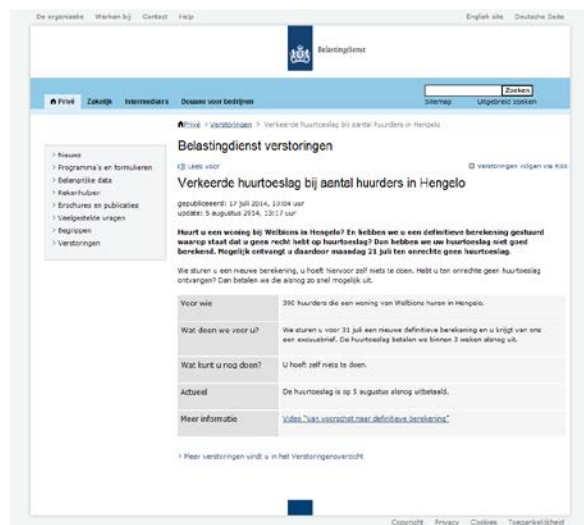 De organisatie Werken bij Contact Help English site Deutsche Seite
Belastingdienst
Zoeken
Privé Zakelijk Intermediairs Douane voor bedrijven Sitemap Uitgebreid zoeken
Privé > Verstoringen > Verkeerde huurtoeslag bij aantal huurders in Hengelo
> Nieuws
> Programma's en formulieren
> Belangrijke data
> Rekenhulpen
> Brochures en publicaties
> Veelgestelde vragen
> Begrippen
> Verstoringen
Belastingdienst verstoringen
Lees voor Verstoringen volgen via RSS
Verkeerde huurtoeslag bij aantal huurders in Hengelo
gepubliceerd: 17 juli 2014, 10:04 uur
update: 5 augustus 2014, 13:17 uur
Huurt u een woning bij Welbions in Hengelo? En hebben we u een definitieve berekening gestuurd
waarop staat dat u geen recht hebt op huurtoeslag? Dan hebben we uw huurtoeslag niet goed
berekend. Mogelijk ontvangt u daardoor maandag 21 juli ten onrechte geen huurtoeslag.
We sturen u een nieuwe berekening, u hoeft hiervoor zelf niets te doen. Hebt u ten onrechte geen huurtoeslag
ontvangen? Dan betalen we die alsnog zo snel mogelijk uit.
Voor wie 390 huurders die een woning van Welbions huren in Hengelo.
Wat doen we voor u? We sturen u voor 31 juli een nieuwe definitieve berekening en u krijgt van ons
een excuusbrief. De huurtoeslag betalen we binnen 3 weken alsnog uit.
Wat kunt u nog doen? U hoeft zelf niets te doen.
Actueel De huurtoeslag is op 5 augustus alsnog uitbetaald.
Meer informatie Video "Van voorschot naar definitieve berekening"
> Meer verstoringen vindt u in het Verstoringenoverzicht
Copyright Privacy Cookies Toegankelijkheid